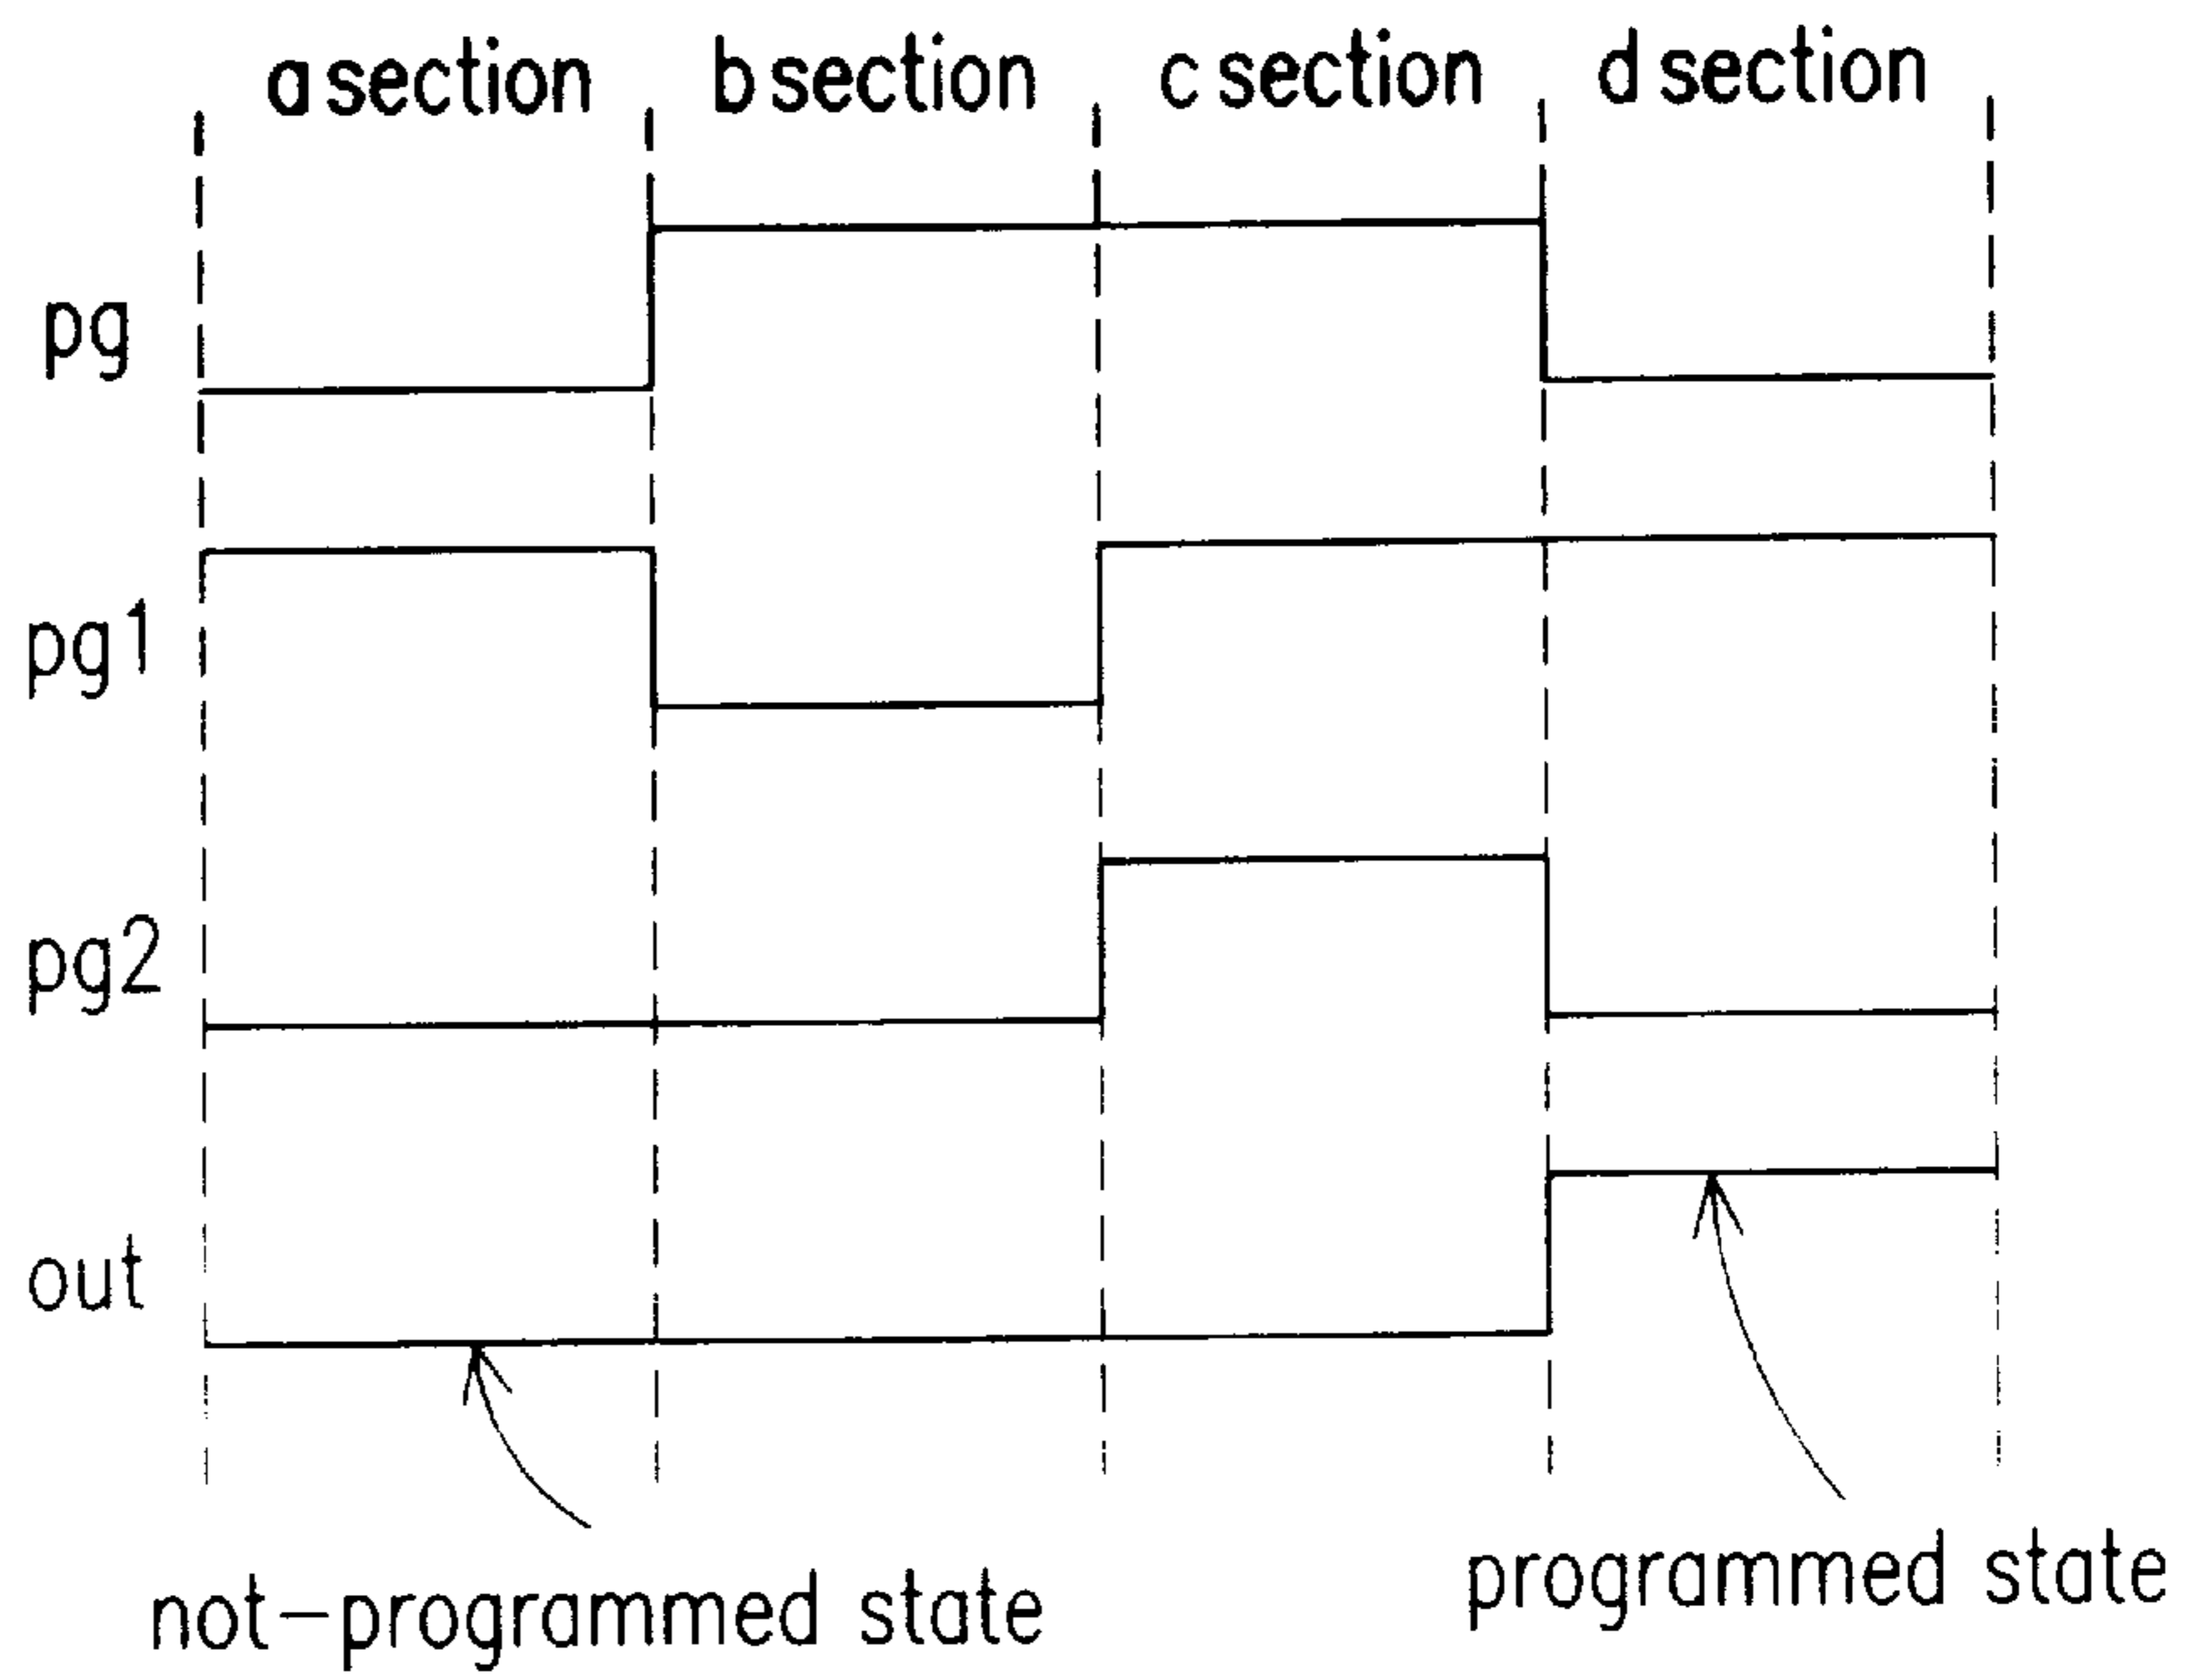 a section b section c section d section
pg
pg1
pg2
out
not-programmed state
programmed state